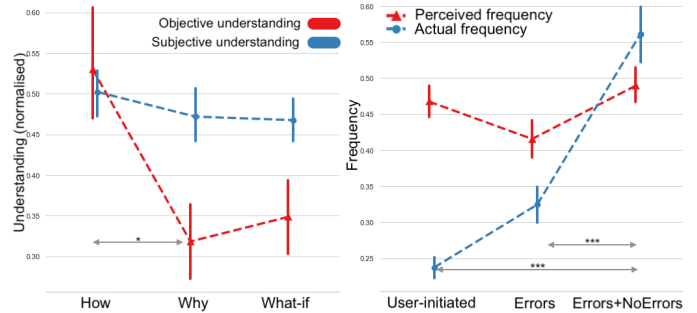 Objective understanding
Subjective understanding
Understanding (normalised)
0.60
0.55
0.50
0.45
0.40
0.35
0.30
*
How Why What-if
Perceived frequency
Actual frequency
Frequency
0.60
0.55
0.50
0.45
0.40
0.35
0.30
0.25
***
***
User-initiated Errors Errors+NoErrors